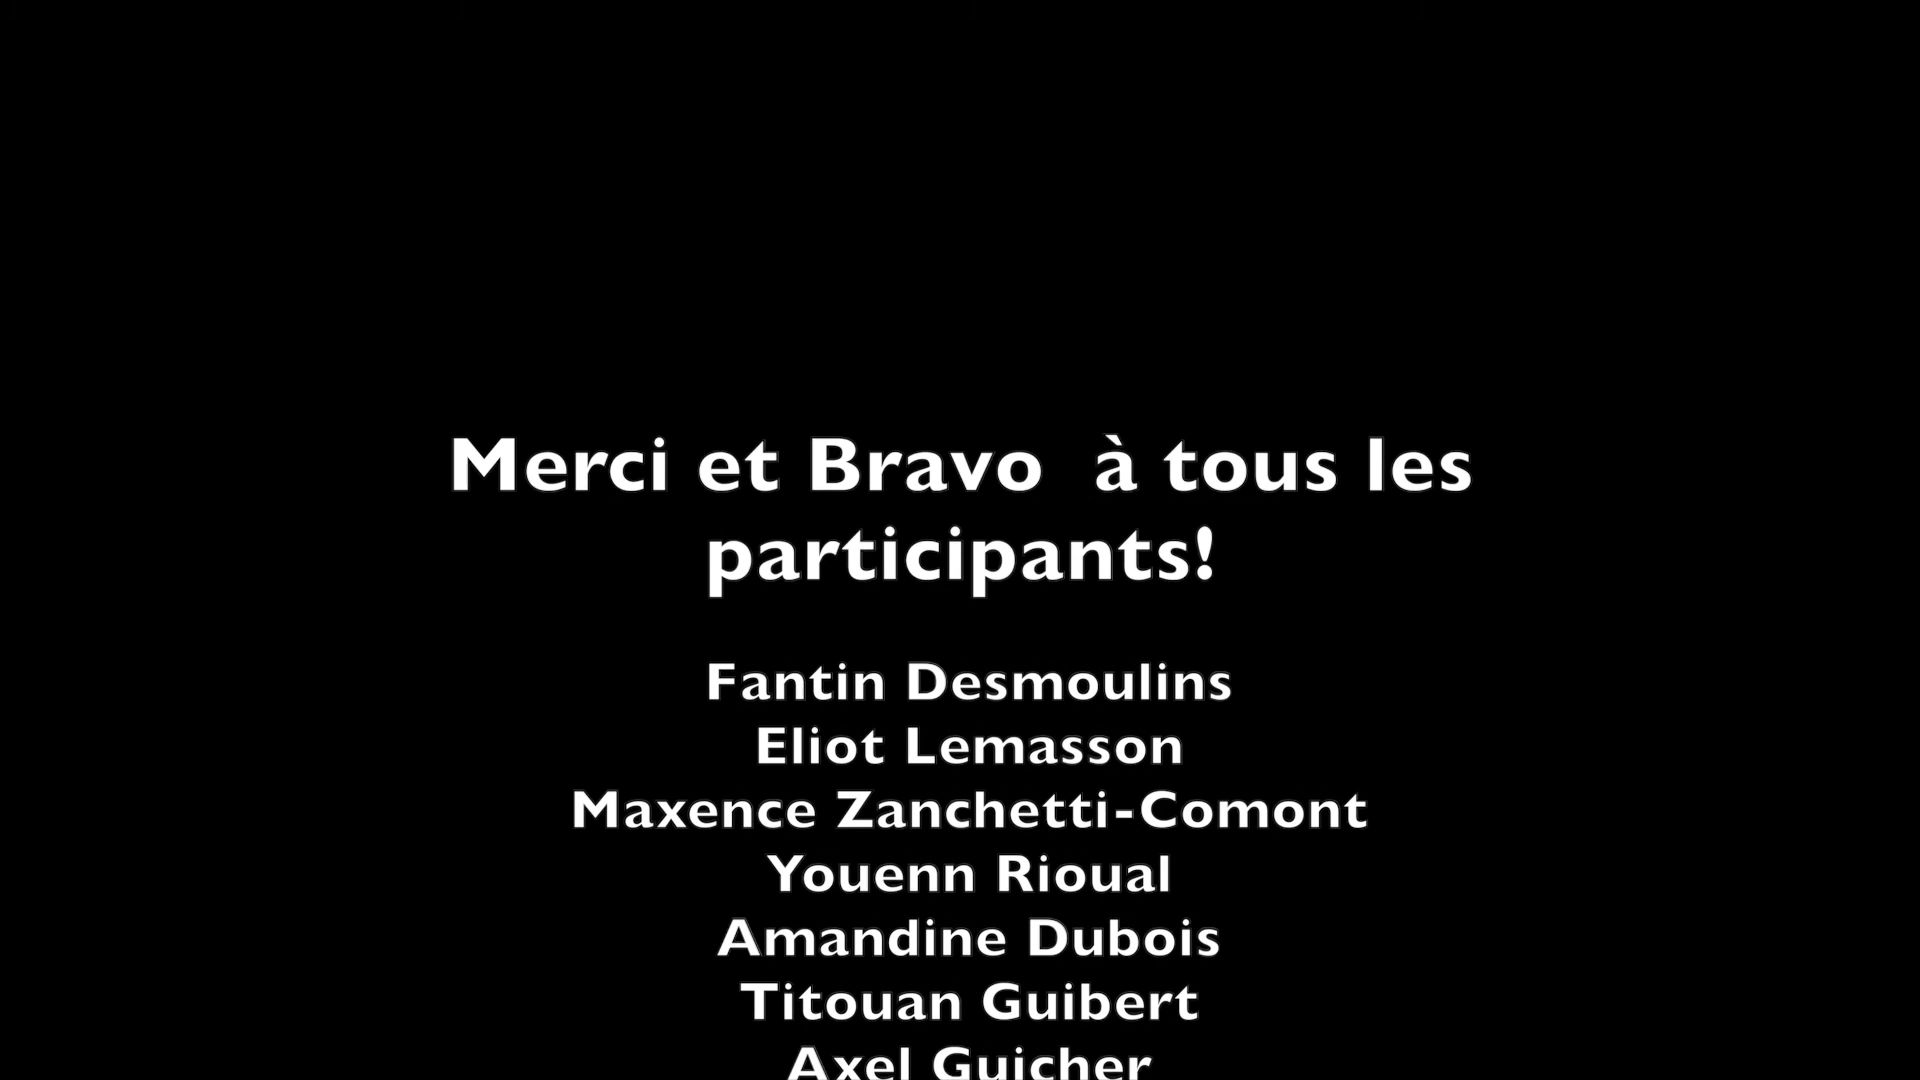 Merci et Bravo  à tous les
participants!
Fantin Desmoulins
Eliot Lemasson
Maxence Zanchetti-Comont
Youenn Rioual
Amandine Dubois
Titouan Guibert
Axel Guicher